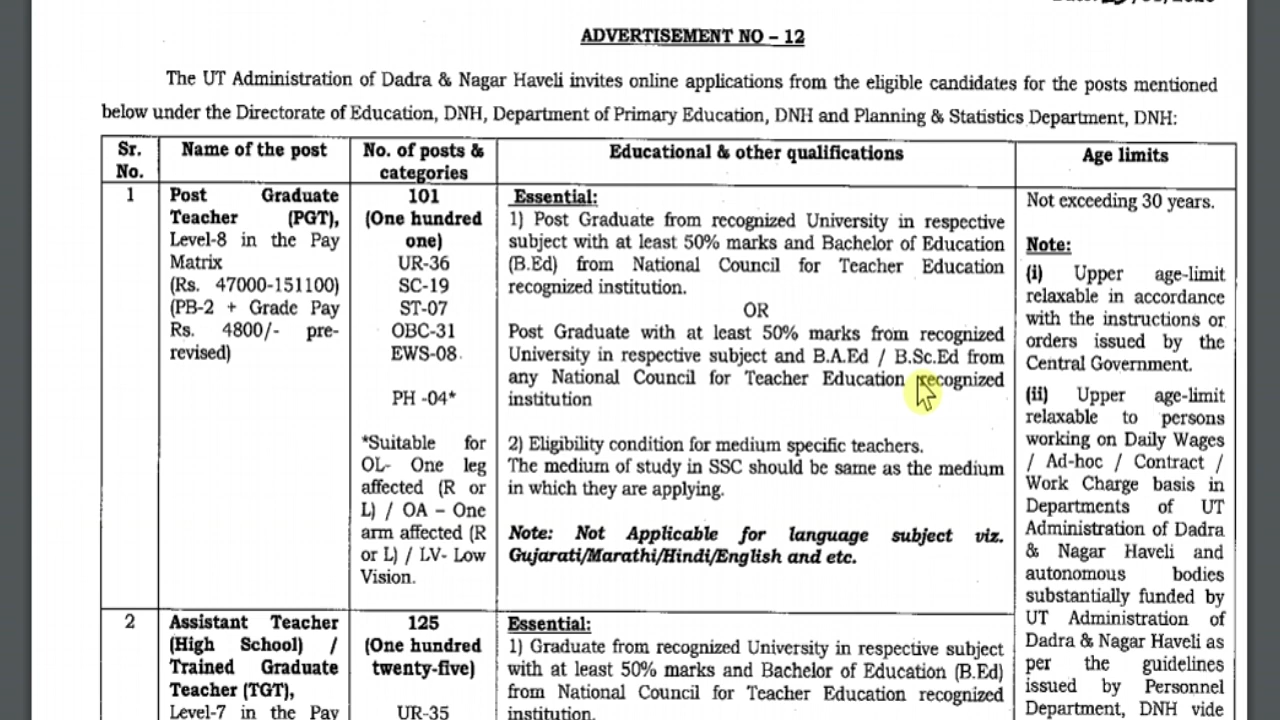 ADVERTISEMENT NO – 12
The UT Administration of Dadra & Nagar Haveli invites online applications from the eligible candidates for the posts mentioned
below under the Directorate of Education, DNH, Department of Primary Education, DNH and Planning & Statistics Department, DNH:
Sr. No.
Name of the post
No. of posts & categories
Educational & other qualifications
Age limits
1
Post Graduate
Teacher (PGT),
Level-8 in the Pay
Matrix
(Rs. 47000-151100)
(PB-2 + Grade Pay
Rs. 4800/- pre-
revised)
101
(One hundred
one)
UR-36
SC-19
ST-07
OBC-31
EWS-08
PH -04*
*Suitable for
OL- One leg
affected (R or
L) / OA – One
arm affected (R
or L) / LV- Low
Vision.
Essential:
1) Post Graduate from recognized University in respective
subject with at least 50% marks and Bachelor of Education
(B.Ed) from National Council for Teacher Education
recognized institution.
OR
Post Graduate with at least 50% marks from recognized
University in respective subject and B.A.Ed / B.Sc.Ed from
any National Council for Teacher Education recognized
institution
2) Eligibility condition for medium specific teachers.
The medium of study in SSC should be same as the medium
in which they are applying.
Note: Not Applicable for language subject viz.
Gujarati/Marathi/Hindi/English and etc.
Not exceeding 30 years.
Note:
(i) Upper age-limit
relaxable in accordance
with the instructions or
orders issued by the
Central Government.
(ii) Upper age-limit
relaxable to persons
working on Daily Wages
/ Ad-hoc / Contract /
Work Charge basis in
Departments of UT
Administration of Dadra
& Nagar Haveli and
autonomous bodies
substantially funded by
UT Administration of
Dadra & Nagar Haveli as
per the guidelines
issued by Personnel
Department, DNH vide
2
Assistant Teacher
(High School) /
Trained Graduate
Teacher (TGT),
Level-7 in the Pay
125
(One hundred
twenty-five)
UR-35
Essential:
1) Graduate from recognized University in respective subject
with at least 50% marks and Bachelor of Education (B.Ed)
from National Council for Teacher Education recognized
institution.